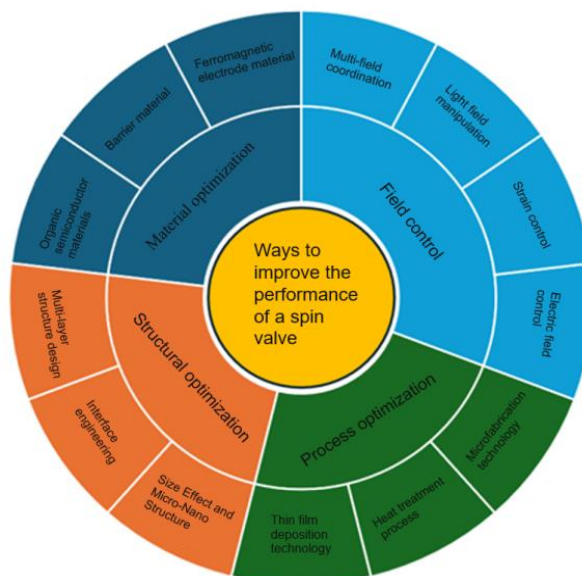 Ways to
improve the
performance
of a spin
valve
Field control
Multi-field
coordination
Light field
manipulation
Strain control
Electric field
control
Process optimization
Microfabrication
technology
Heat treatment
process
Thin film
deposition
technology
Structural optimization
Size Effect and
Micro-Nano
Structure
Interface
engineering
Multi-layer
structure design
Material optimization
Organic
semiconductor
materials
Barrier material
Ferromagnetic
electrode material